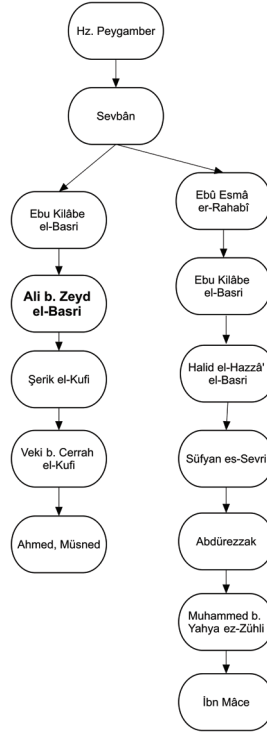 Hz. Peygamber
Sevbân
Ebu Kilâbe
el-Basri
Ali b. Zeyd
el-Basri
Şerik el-Kufi
Veki b. Cerrah
el-Kufi
Ahmed, Müsned
Ebû Esmâ
er-Rahabî
Ebu Kilâbe
el-Basri
Halid el-Hazzâ'
el-Basri
Süfyan es-Sevri
Abdürezzak
Muhammed b.
Yahya ez-Zühli
İbn Mâce